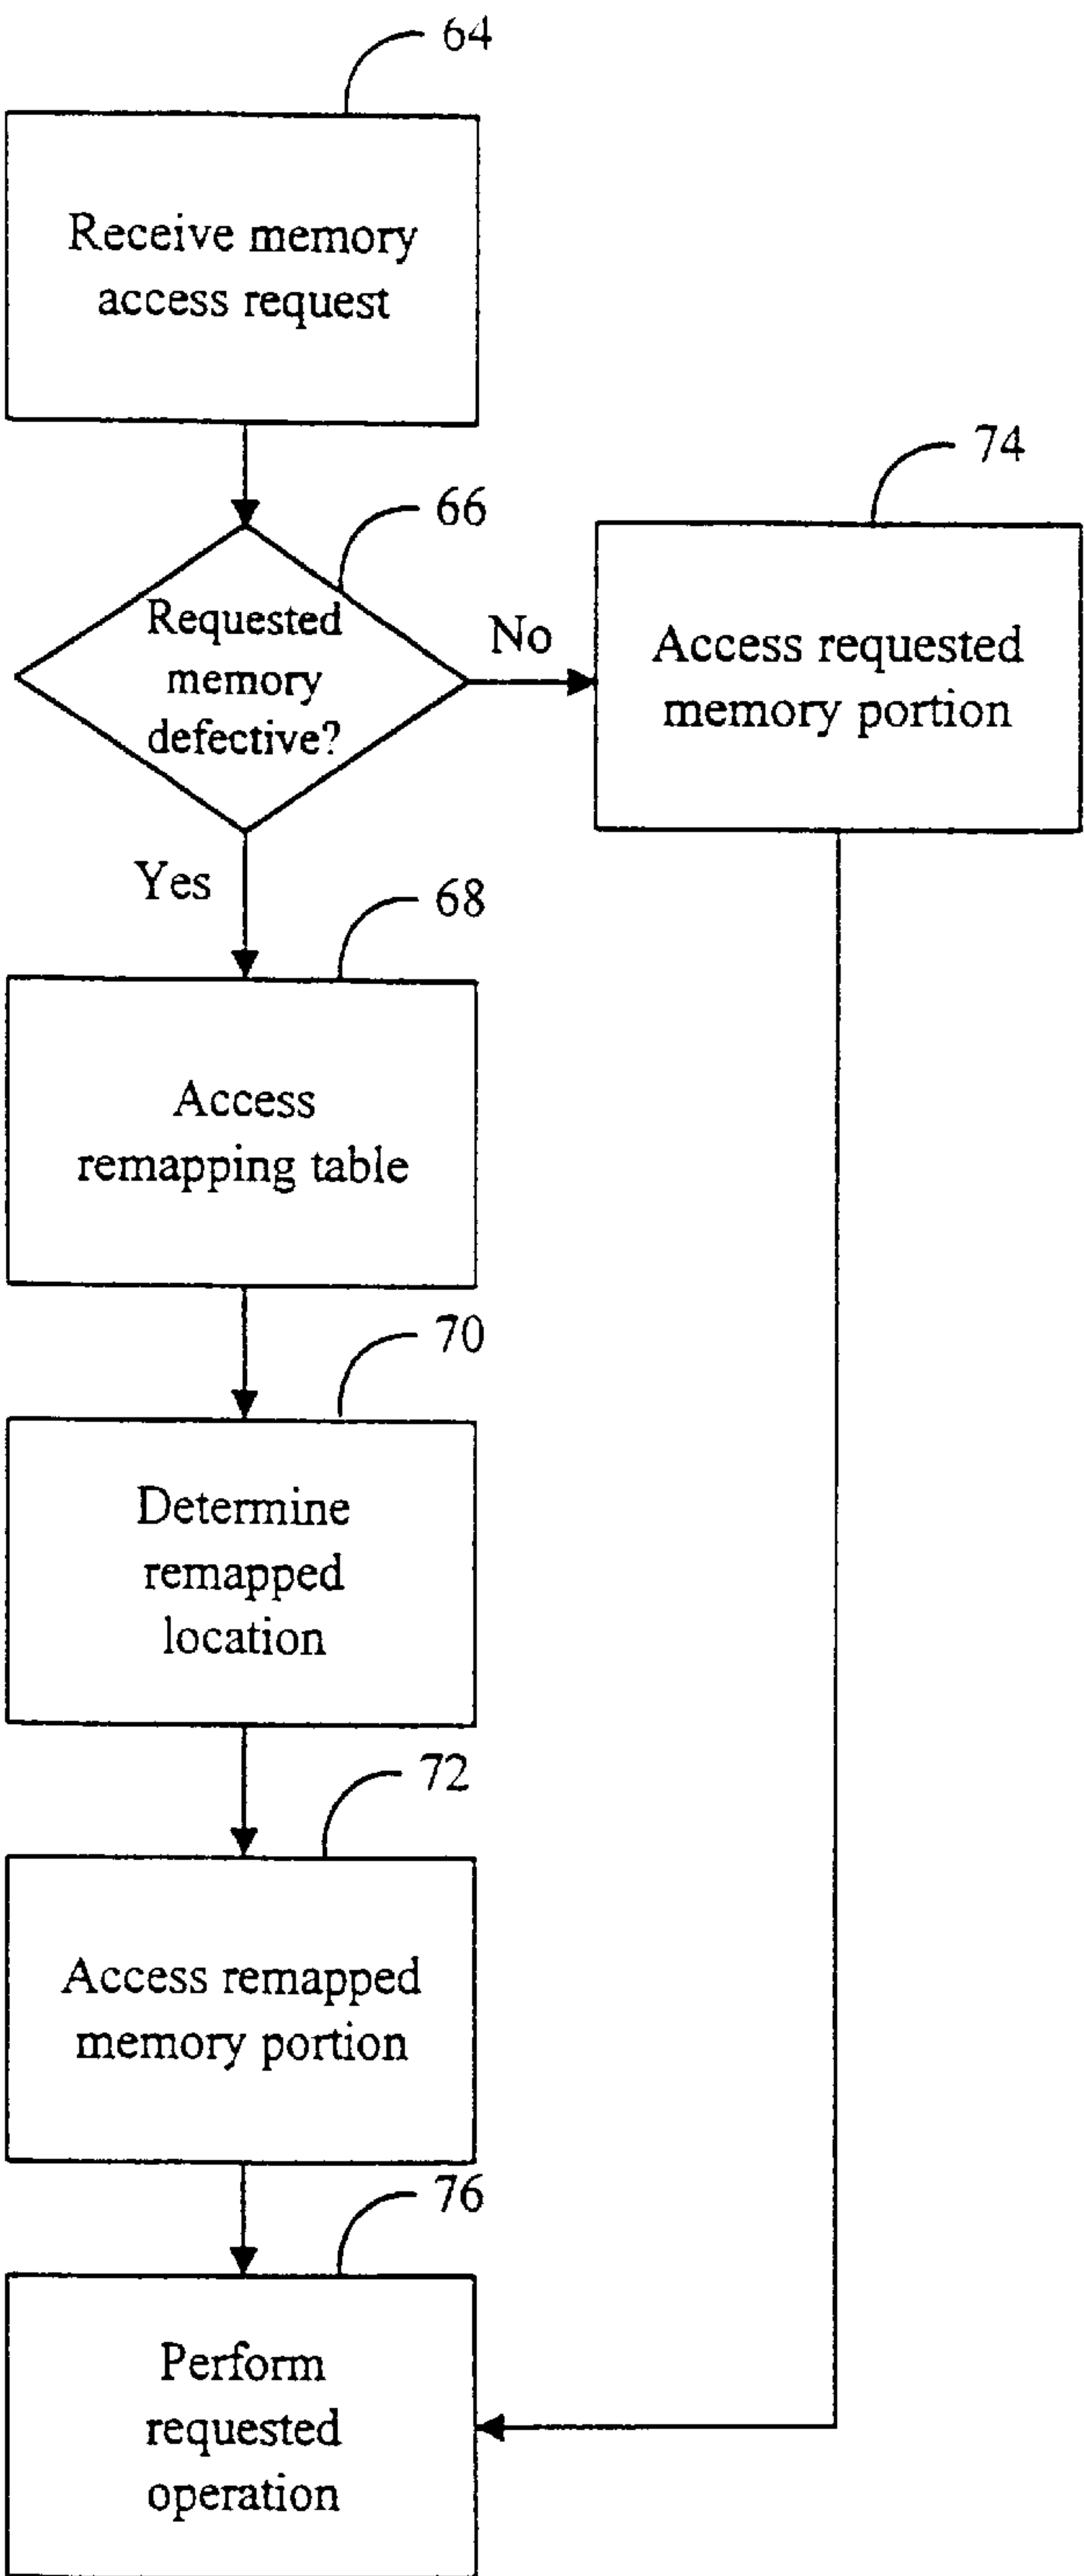 64
Receive memory
access request
66
Requested
memory
defective?
No
74
Access requested
memory portion
Yes
68
Access
remapping table
70
Determine
remapped
location
72
Access remapped
memory portion
76
Perform
requested
operation